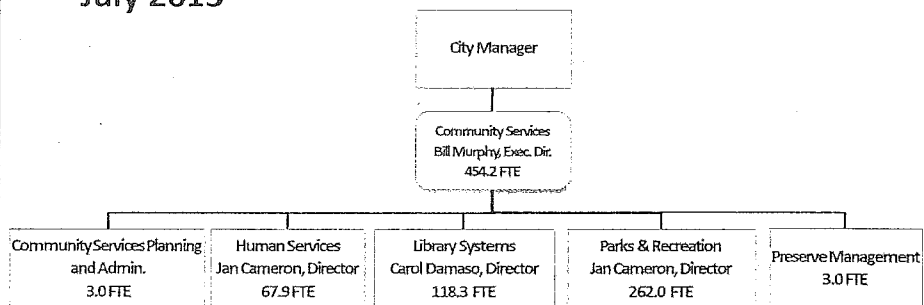 July 2013
City Manager
Community Services
Bill Murphy, Exec. Dir.
454.2 FTE
Community Services Planning
and Admin.
3.0 FTE
Human Services
Jan Cameron, Director
67.9 FTE
Library Systems
Carol Damaso, Director
118.3 FTE
Parks & Recreation
Jan Cameron, Director
262.0 FTE
Preserve Management
3.0 FTE